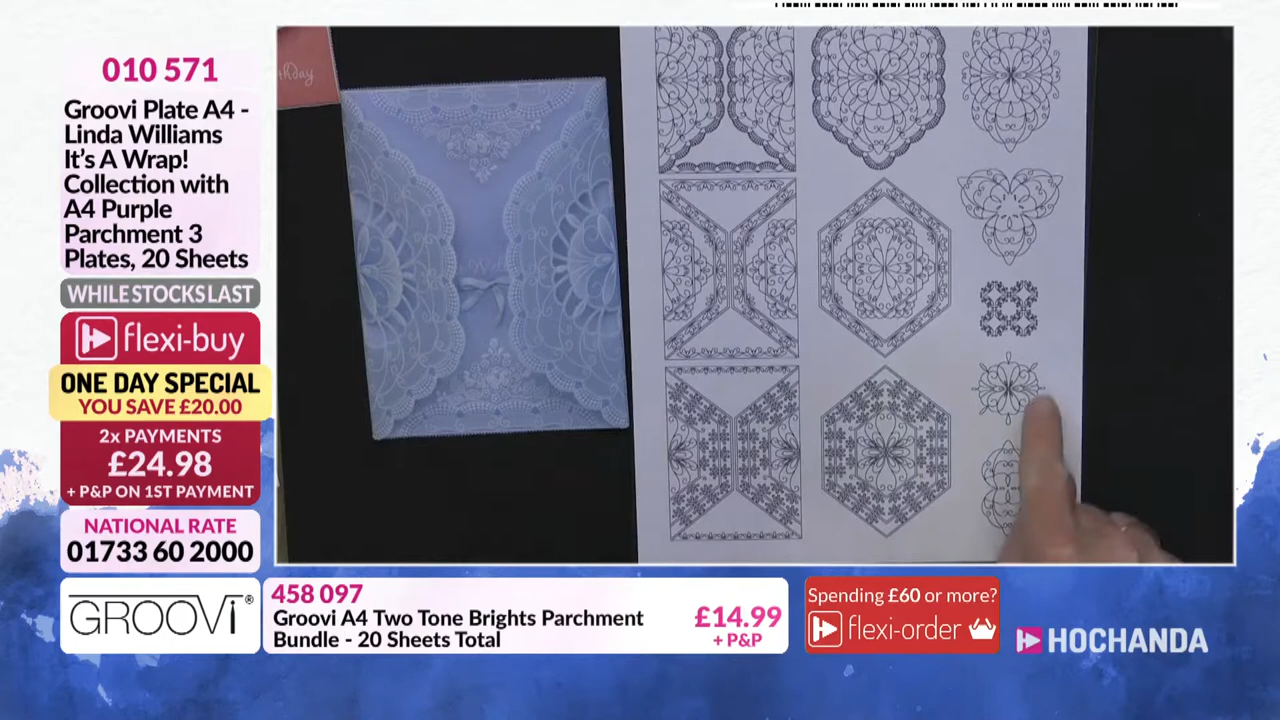 010 571
Groovi Plate A4 -
Linda Williams
It's A Wrap!
Collection with
A4 Purple
Parchment 3
Plates, 20 Sheets
WHILE STOCKS LAST
flexi-buy
ONE DAY SPECIAL
YOU SAVE £20.00
2x PAYMENTS
£24.98
+ P&P ON 1ST PAYMENT
NATIONAL RATE
01733 60 2000
GROOVi®
458 097
Groovi A4 Two Tone Brights Parchment
Bundle - 20 Sheets Total
£14.99
+ P&P
Spending £60 or more?
flexi-order
HOCHANDA